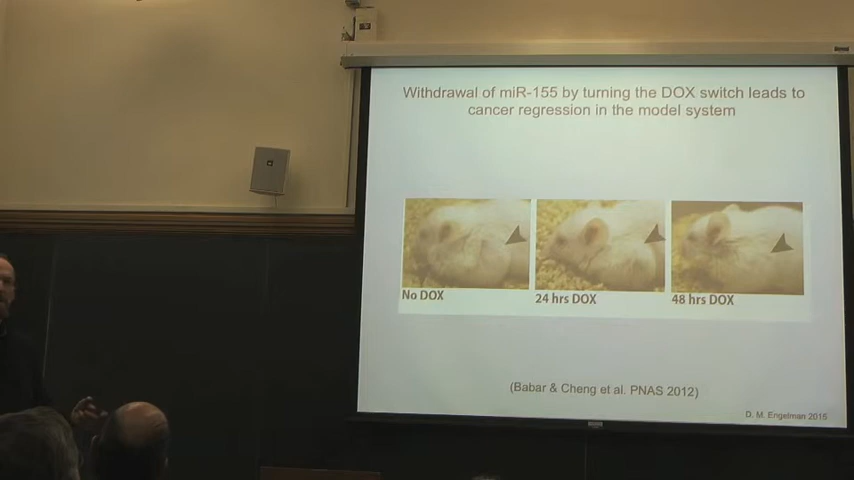 Withdrawal of miR-155 by turning the DOX switch leads to
cancer regression in the model system
No DOX
24 hrs DOX
48 hrs DOX
(Babar & Cheng et al. PNAS 2012)
D. M. Engelman 2015